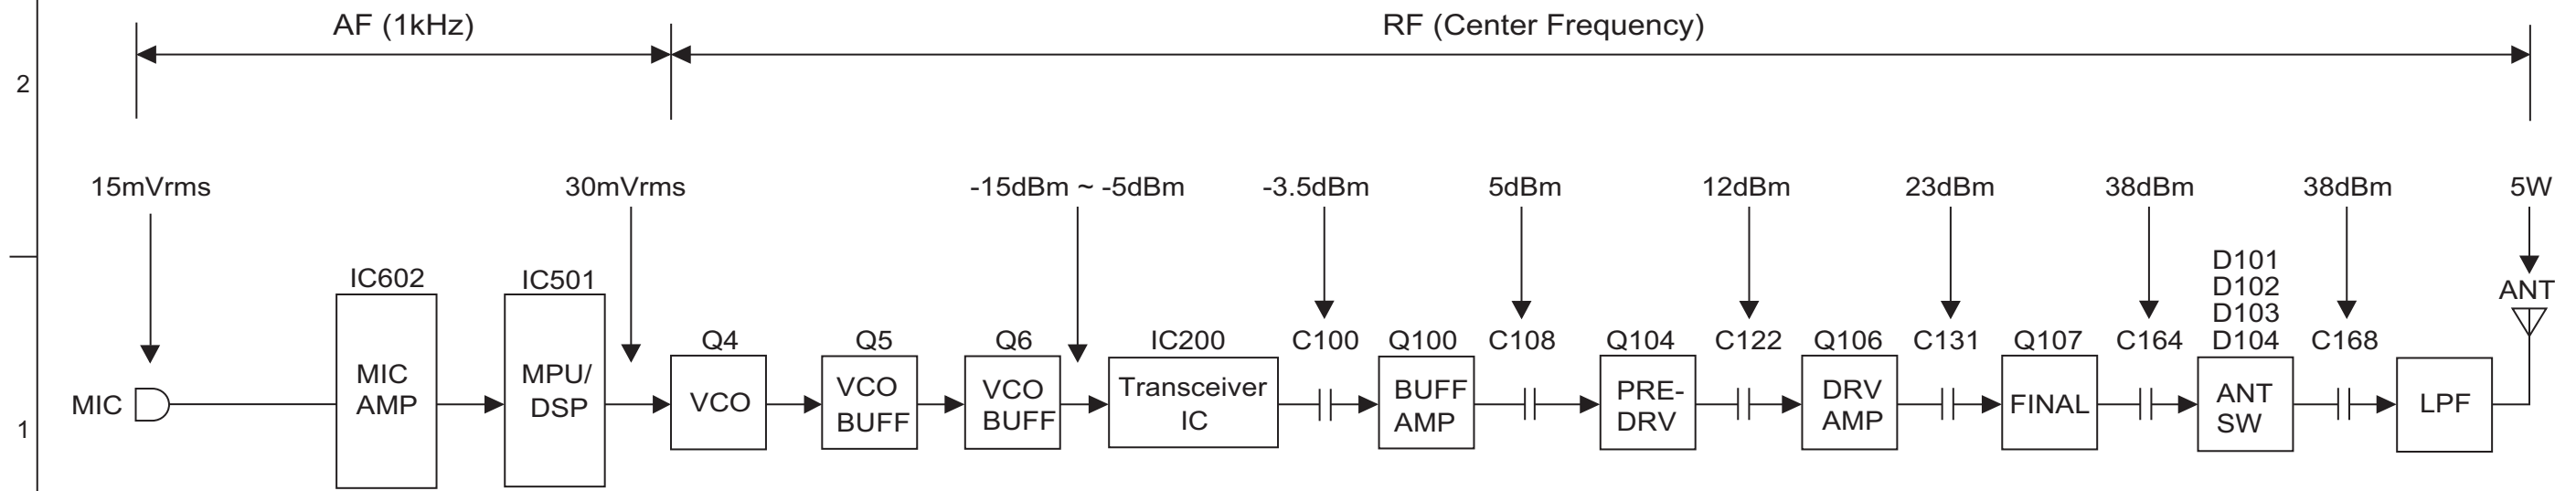 AF (1kHz)
RF (Center Frequency)
2
15mVrms
30mVrms
-15dBm ~ -5dBm
-3.5dBm
5dBm
12dBm
23dBm
38dBm
38dBm
5W
IC602
IC501
D101
D102
D103
D104
ANT
Q4
Q5
Q6
IC200
C100
Q100
C108
Q104
C122
Q106
C131
Q107
C164
C168
1
MIC
MIC
AMP
MPU/
DSP
VCO
VCO
BUFF
VCO
BUFF
Transceiver
IC
BUFF
AMP
PRE-
DRV
DRV
AMP
FINAL
ANT
SW
LPF